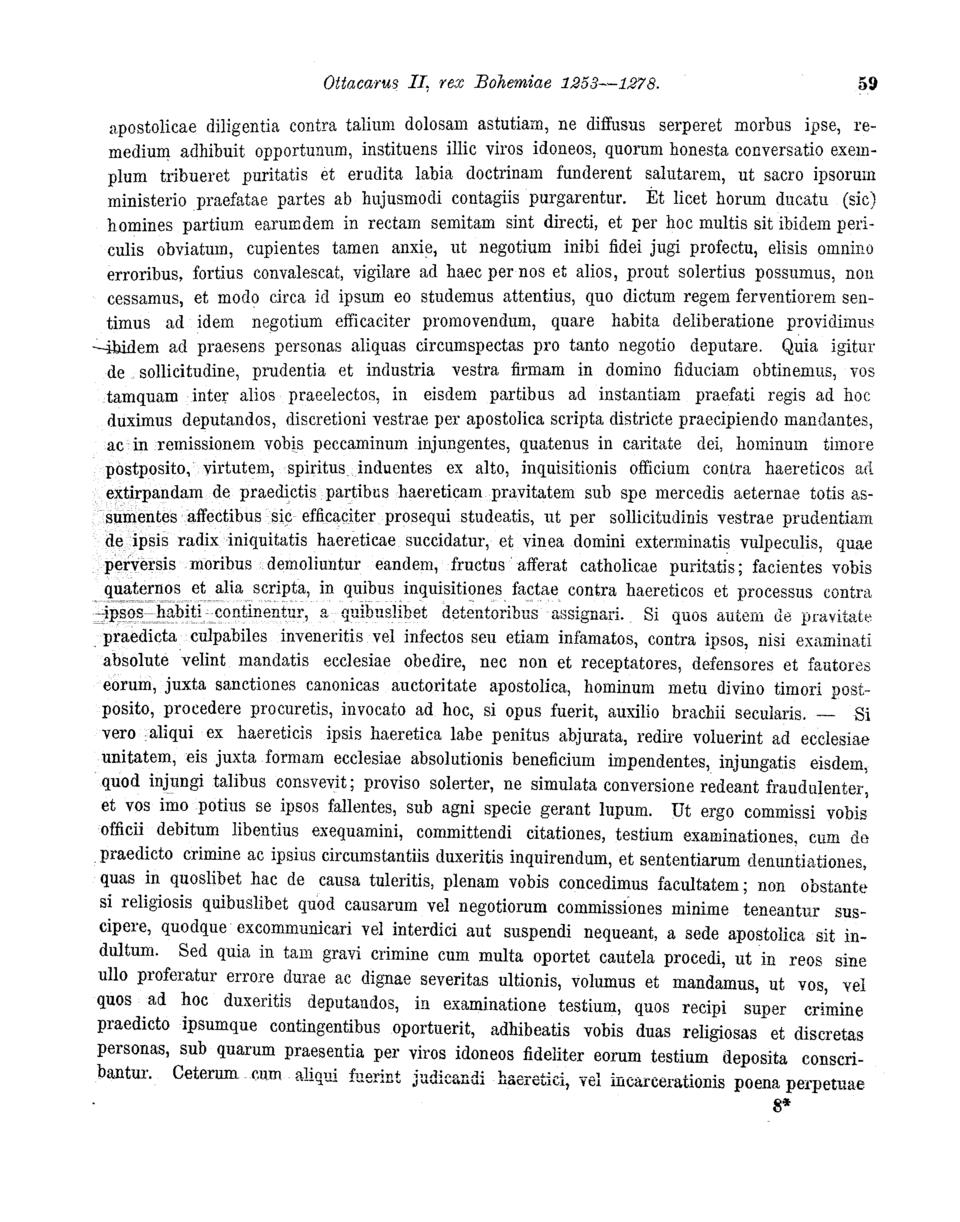 Ottacarus II, rex Bohemiae 1253—1278. 59
apostolicae diligentia contra talium dolosam astutiam, ne diffusus serperet morbus ipse, re-
medium adhibuit opportunum, instituens illic viros idoneos, quorum honesta conversatio exem-
plum tribueret puritatis et erudita labia doctrinam funderent salutarem, ut sacro ipsorum
ministerio praefatae partes ab hujusmodi contagiis purgarentur. Et licet horum ducatu (sic)
homines partium earumdem in rectam semitam sint directi, et per hoc multis sit ibidem peri-
culis obviatum, cupientes tamen anxie, ut negotium inibi fidei jugi profectu, elisis omnino
erroribus, fortius convalescat, vigilare ad haec per nos et alios, prout solertius possumus, non
cessamus, et modo circa id ipsum eo studemus attentius, quo dictum regem ferventiorem sen-
timus ad idem negotium efficaciter promovendum, quare habita deliberatione providimus
ibidem ad praesens personas aliquas circumspectas pro tanto negotio deputare. Quia igitur
de sollicitudine, prudentia et industria vestra firmam in domino fiduciam obtinemus, vos
tamquam inter alios praeelectos, in eisdem partibus ad instantiam praefati regis ad hoc
duximus deputandos, discretioni vestrae per apostolica scripta districte praecipiendo mandantes,
ac in remissionem vobis peccaminum injungentes, quatenus in caritate dei, hominum timore
postposito, virtutem, spiritus induentes ex alto, inquisitionis officium contra haereticos ad
extirpandam de praedictis partibus haereticam pravitatem sub spe mercedis aeternae totis as-
sumentes affectibus sic efficaciter prosequi studeatis, ut per sollicitudinis vestrae prudentiam
de ipsis radix iniquitatis haereticae succidatur, et vinea domini exterminatis vulpeculis, quae
perversis moribus demoliuntur eandem, fructus afferat catholicae puritatis; facientes vobis
quaternos et alia scripta, in quibus inquisitiones factae contra haereticos et processus contra
ipsos habiti continentur, a quibuslibet detentoribus assignari. Si quos autem de pravitate
praedicta culpabiles inveneritis vel infectos seu etiam infamatos, contra ipsos, nisi examinati
absolute velint mandatis ecclesiae obedire, nec non et receptatores, defensores et fautores
eorum, juxta sanctiones canonicas auctoritate apostolica, hominum metu divino timori post-
posito, procedere procuretis, invocato ad hoc, si opus fuerit, auxilio brachii secularis. — Si
vero aliqui ex haereticis ipsis haeretica labe penitus abjurata, redire voluerint ad ecclesiae
unitatem, eis juxta formam ecclesiae absolutionis beneficium impendentes, injungatis eisdem,
quod injungi talibus consvevit; proviso solerter, ne simulata conversione redeant fraudulenter,
et vos imo potius se ipsos fallentes, sub agni specie gerant lupum. Ut ergo commissi vobis
officii debitum libentius exequamini, committendi citationes, testium examinationes, cum de
praedicto crimine ac ipsius circumstantiis duxeritis inquirendum, et sententiarum denuntiationes,
quas in quoslibet hac de causa tuleritis, plenam vobis concedimus facultatem; non obstante
si religiosis quibuslibet quod causarum vel negotiorum commissiones minime teneantur sus-
cipere, quodque excommunicari vel interdici aut suspendi nequeant, a sede apostolica sit in-
dultum. Sed quia in tam gravi crimine cum multa oportet cautela procedi, ut in reos sine
ullo proferatur errore durae ac dignae severitas ultionis, volumus et mandamus, ut vos, vel
quos ad hoc duxeritis deputandos, in examinatione testium, quos recipi super crimine
praedicto ipsumque contingentibus oportuerit, adhibeatis vobis duas religiosas et discretas
personas, sub quarum praesentia per viros idoneos fideliter eorum testium deposita conscri-
bantur. Ceterum cum aliqui fuerint judicandi haeretici, vel incarcerationis poena perpetuae
8*